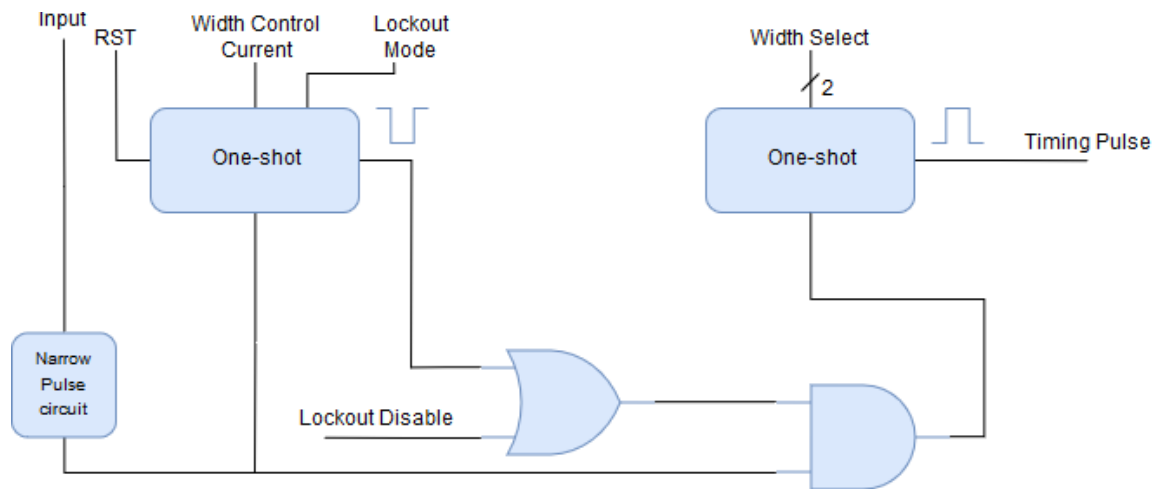 Input
RST
Width Control
Current
Lockout
Mode
Width Select
2
One-shot
One-shot
Timing Pulse
Narrow
Pulse
circuit
Lockout Disable